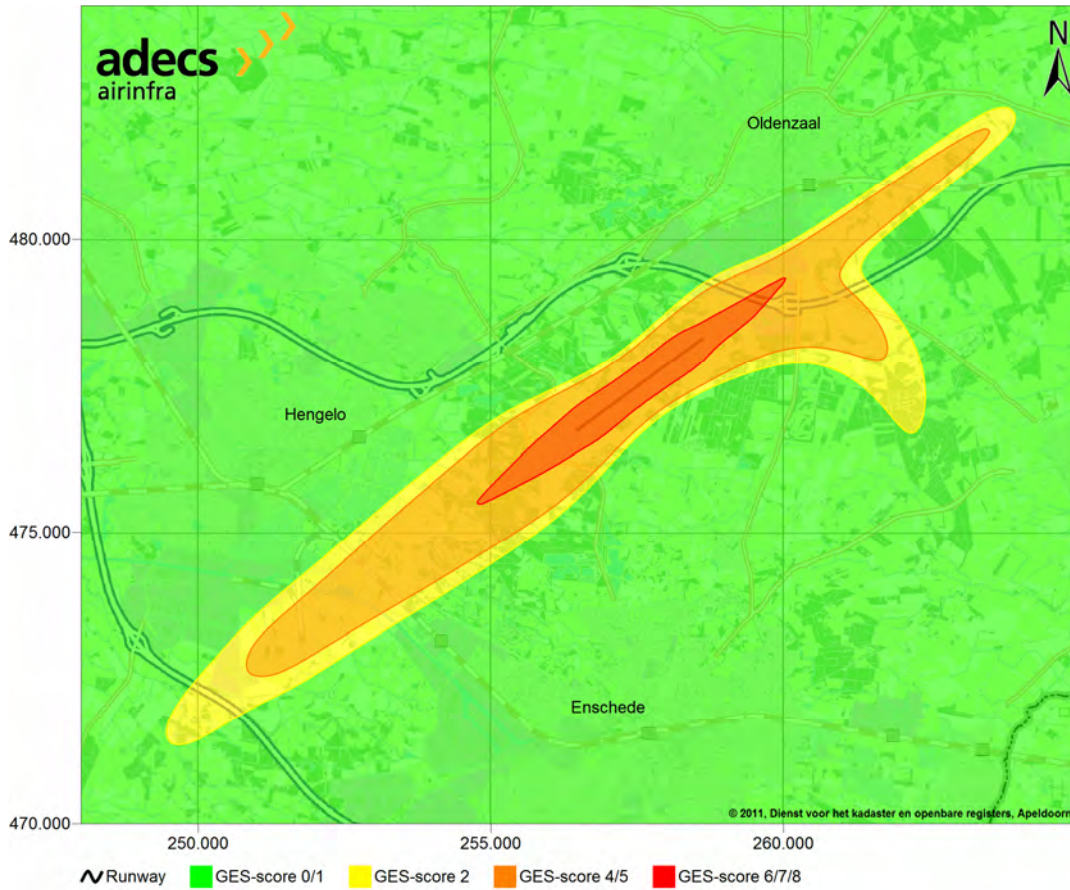 adecs
airinfra
N
Oldenzaal
480.000
Hengelo
475.000
Enschede
© 2011, Dienst voor het kadaster en openbare registers, Apeldoorn
470.000
250.000 255.000 260.000
Runway GES-score 0/1 GES-score 2 GES-score 4/5 GES-score 6/7/8